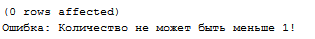 (0 rows affected)
Ошибка: Количество не может быть меньше 1!